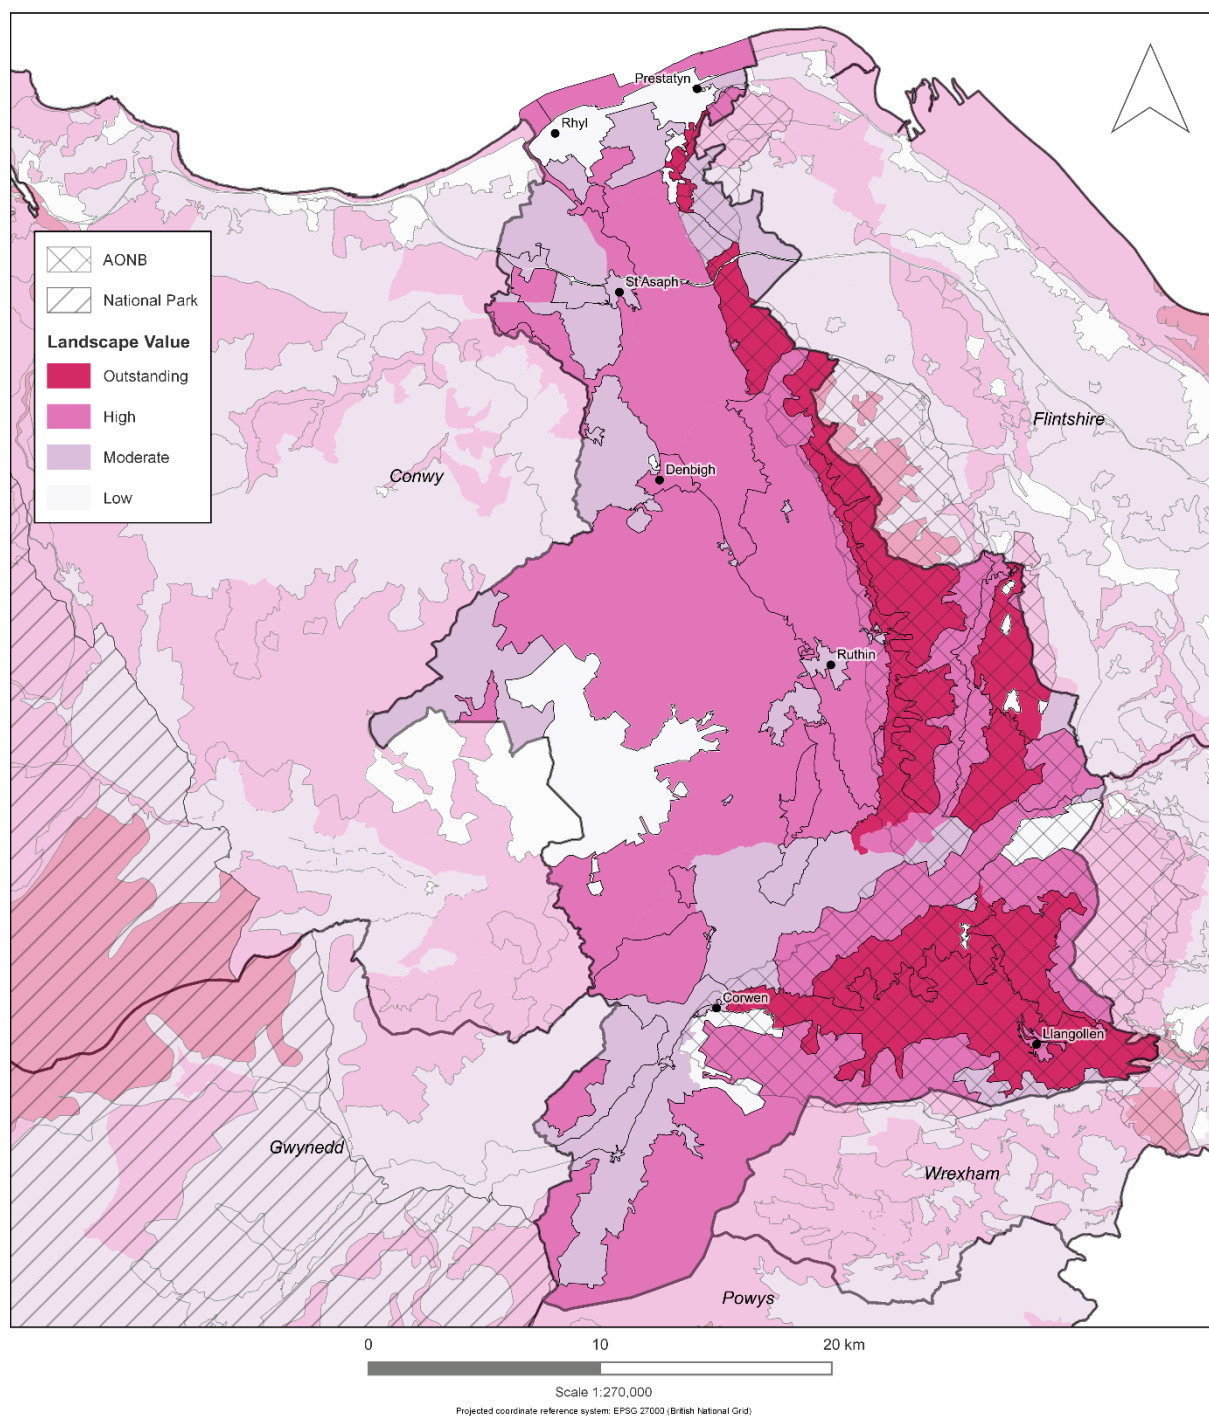 Prestatyn
Rhyl
AONB
National Park
Landscape Value
Outstanding
High
Moderate
Low
St Asaph
Flintshire
Denbigh
Conwy
Ruthin
Corwen
Llangollen
Gwynedd
Wrexham
Powys
0 10 20 km
Scale 1:270,000
Projected coordinate reference system: EPSG 27000 (British National Grid)